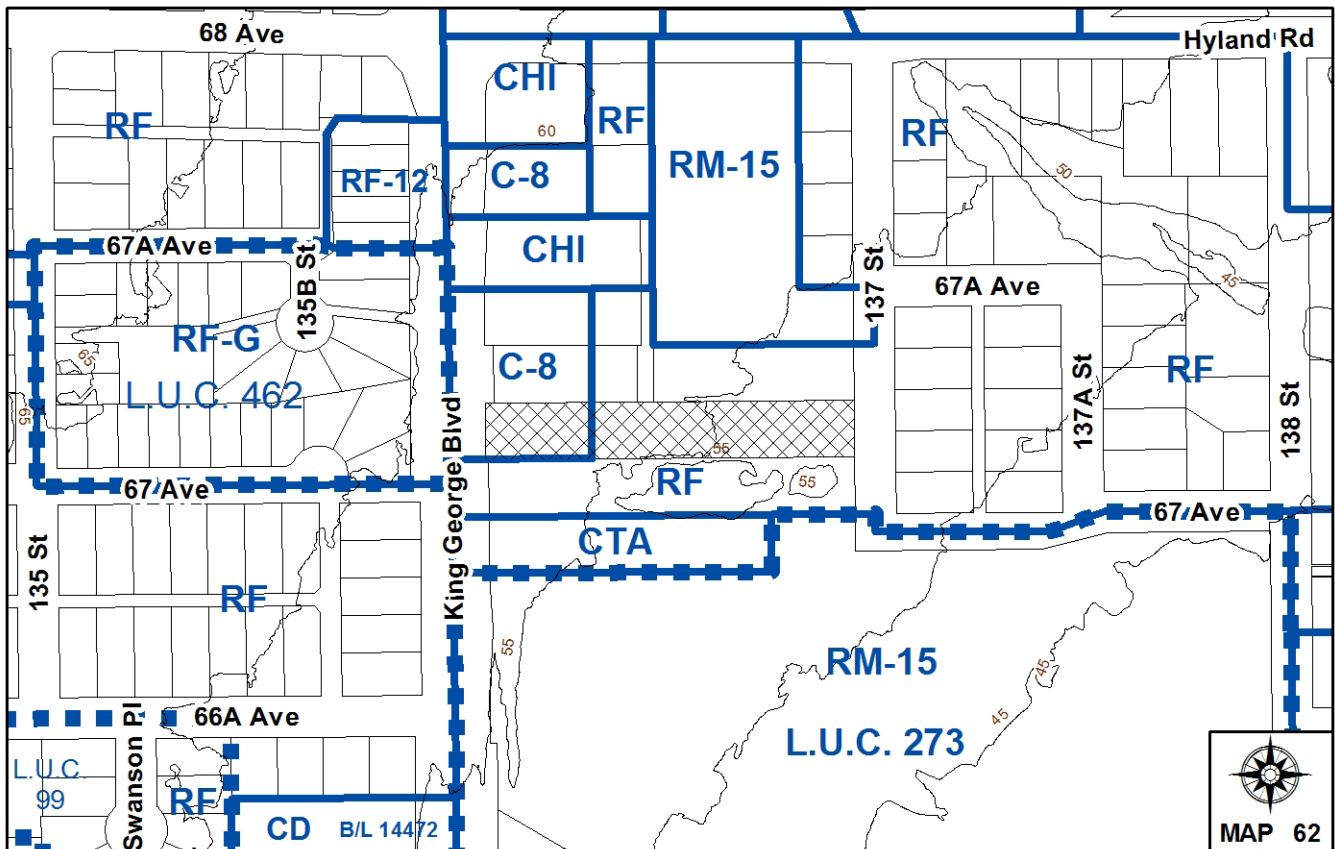 68 Ave
Hyland Rd
CHI
60
RF
RF
RF
RM-15
50
C-8
RF-12
67A Ave
135B St
CHI
137 St
45
67A Ave
RF-G
65
L.U.C. 462
65
C-8
RF
137A St
138 St
King George Blvd
55
RF
55
67 Ave
67 Ave
CTA
135 St
RF
55
RM-15
45
45
L.U.C. 273
66A Ave
Swanson Pl
L.U.C.
99
RF
CD
B/L 14472
MAP 62